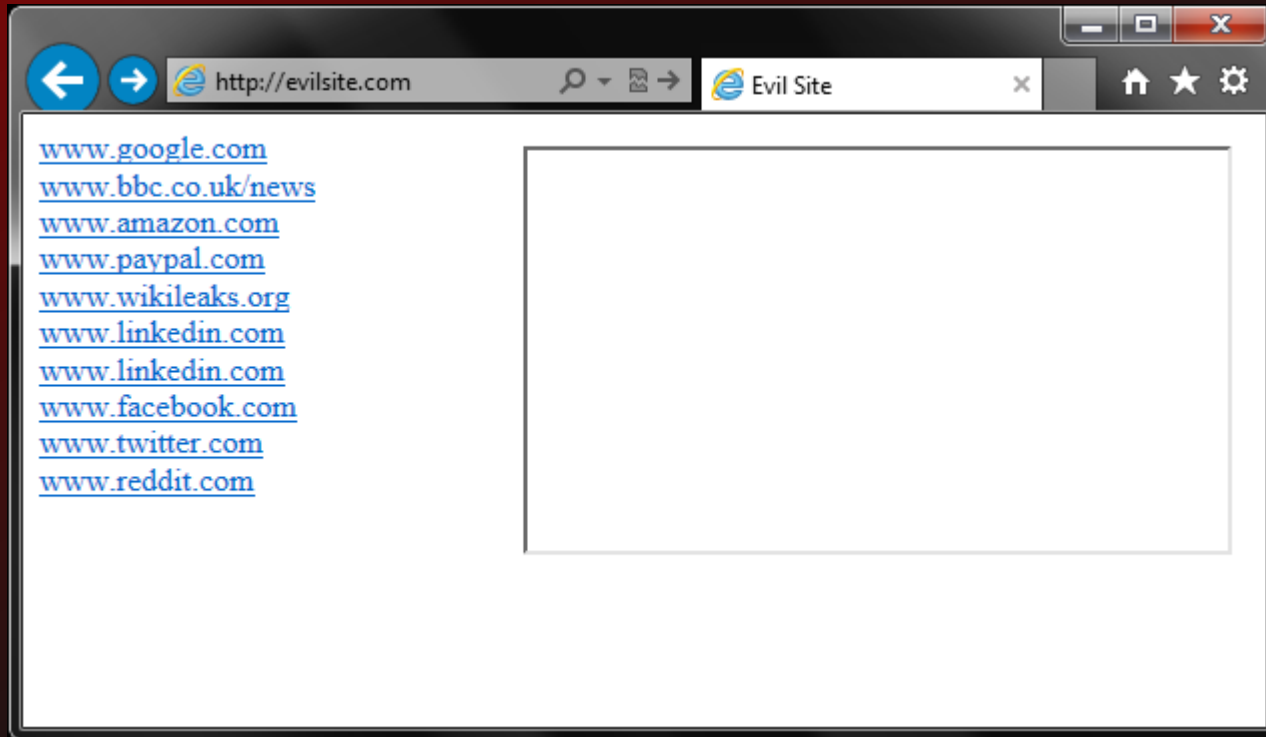 http://evilsite.com
Evil Site
www.google.com
www.bbc.co.uk/news
www.amazon.com
www.paypal.com
www.wikileaks.org
www.linkedin.com
www.linkedin.com
www.facebook.com
www.twitter.com
www.reddit.com